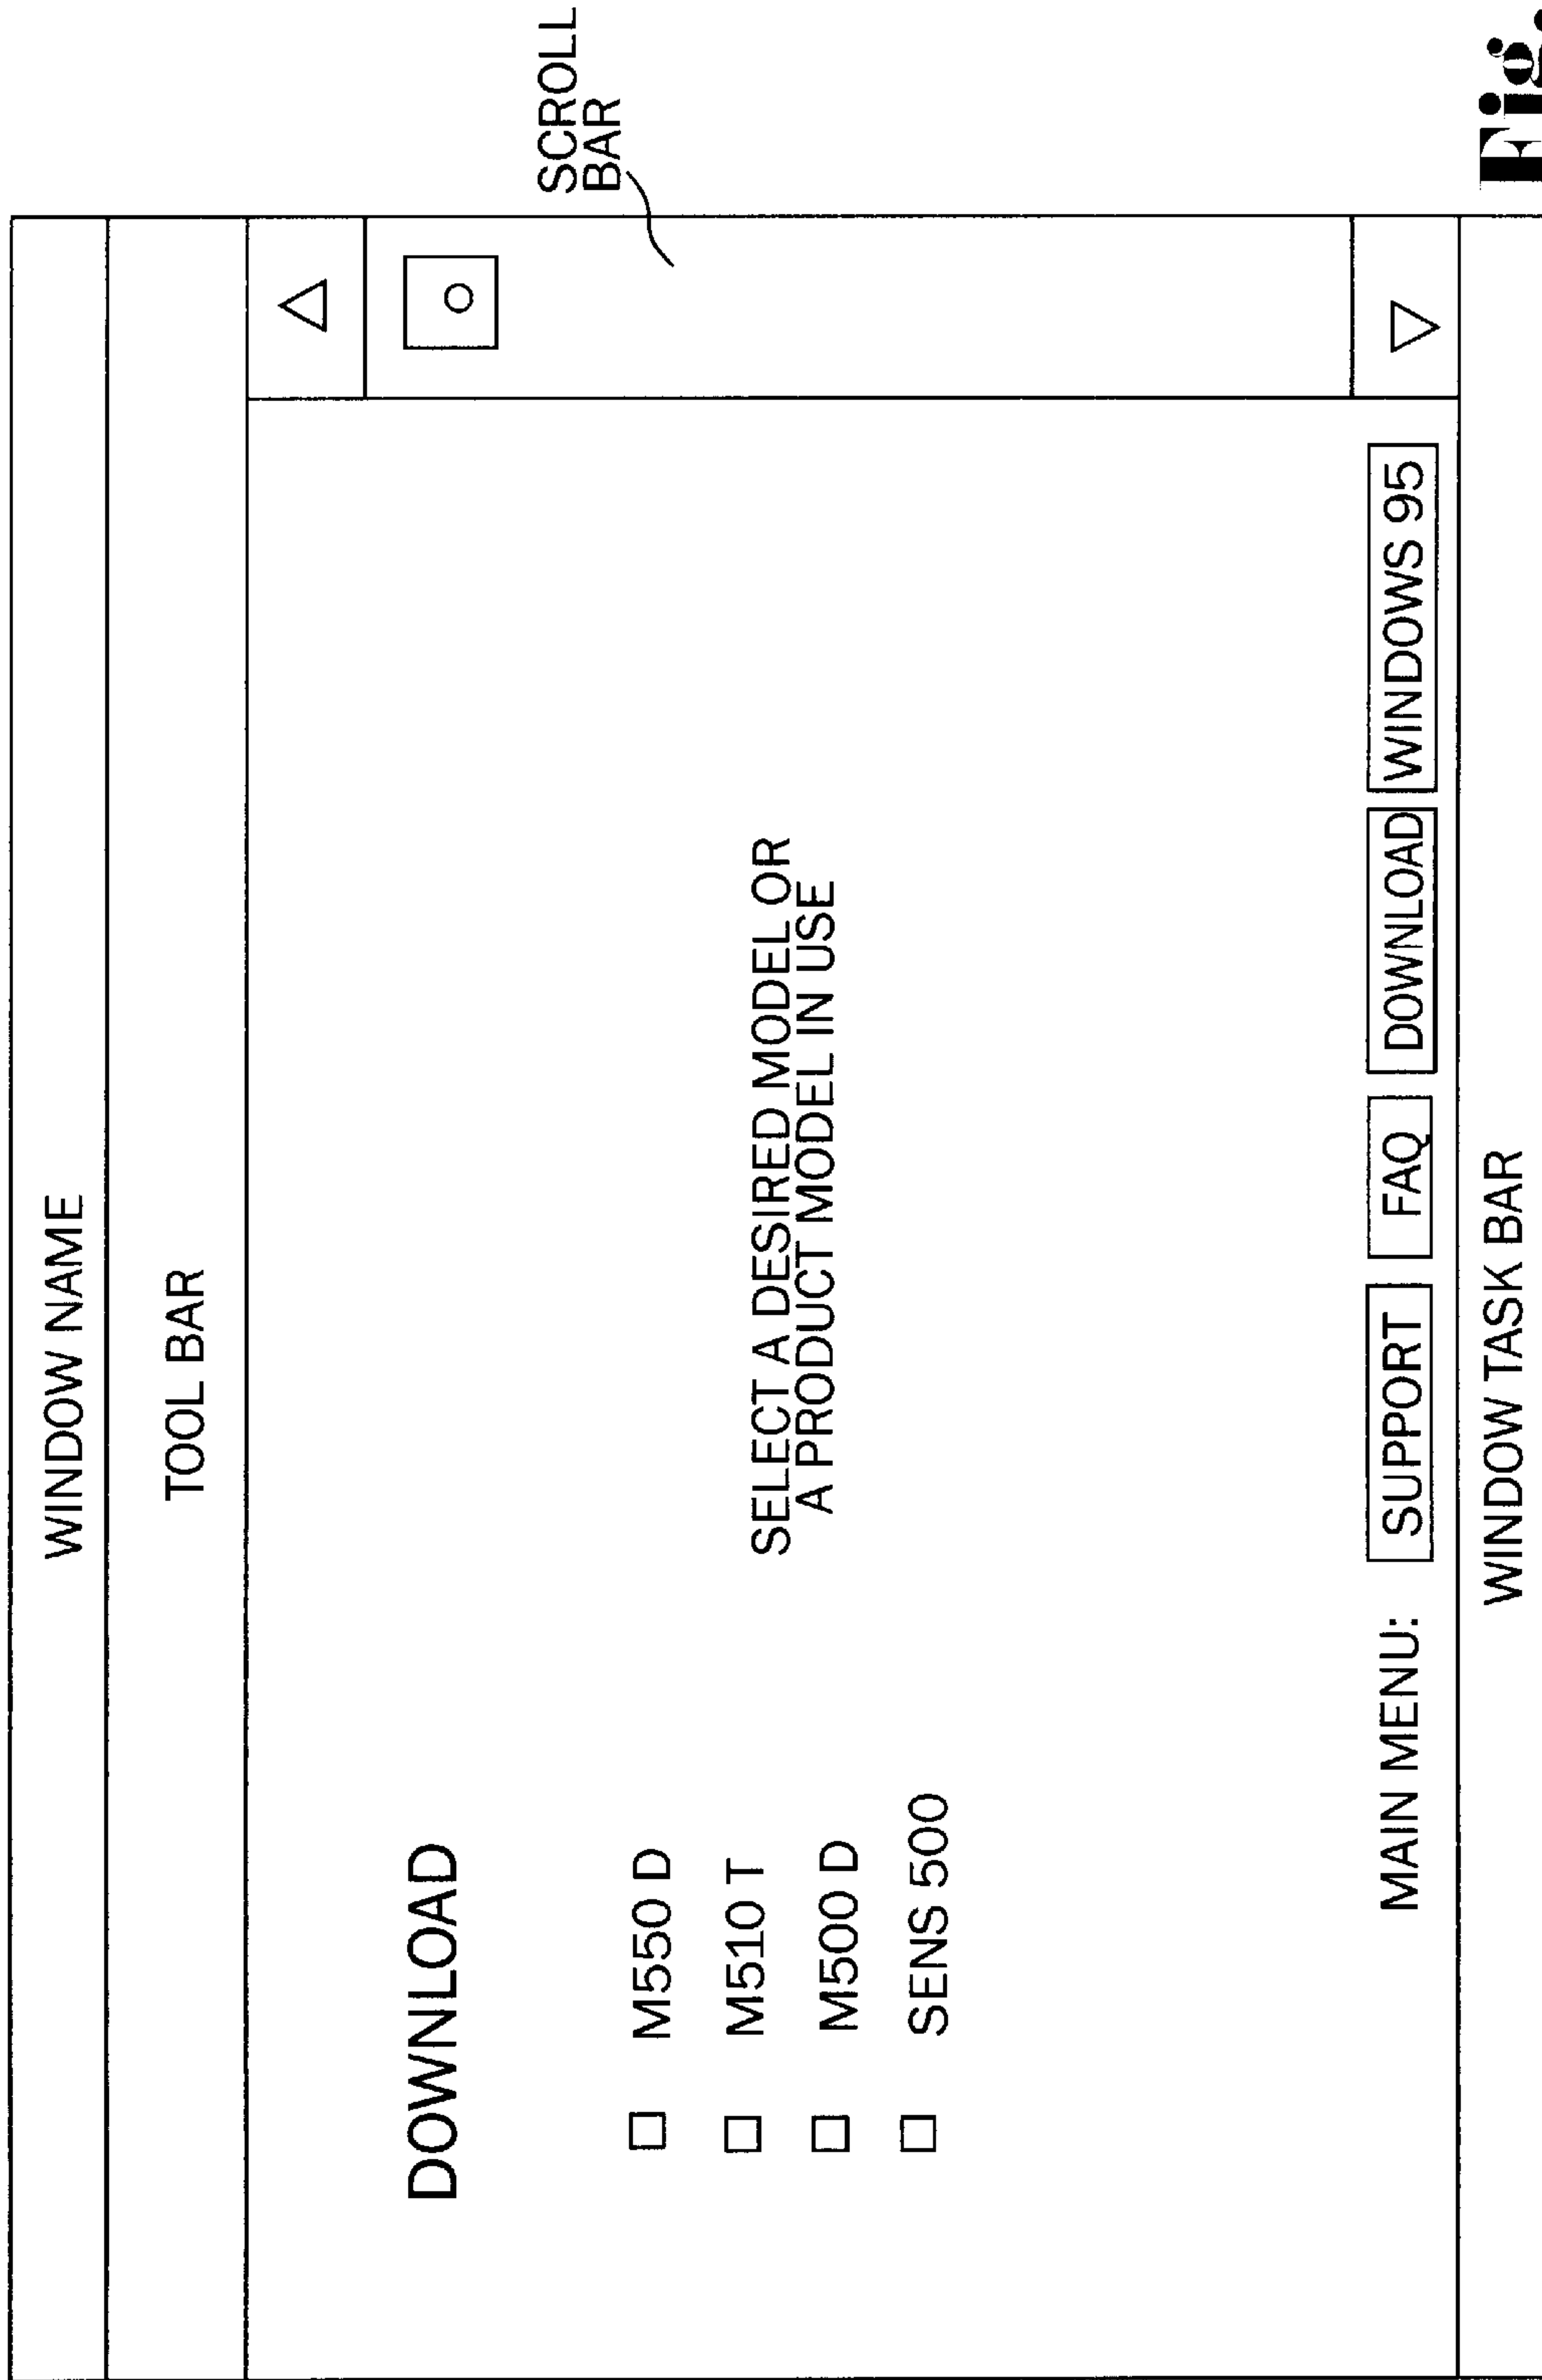 WINDOW NAME
TOOL BAR
SCROLL
BAR
DOWNLOAD
M550 D
M510 T
M500 D
SENS 500
SELECT A DESIRED MODEL OR
A PRODUCT MODEL IN USE
MAIN MENU: SUPPORT FAQ DOWNLOAD WINDOWS 95
WINDOW TASK BAR
Fig.